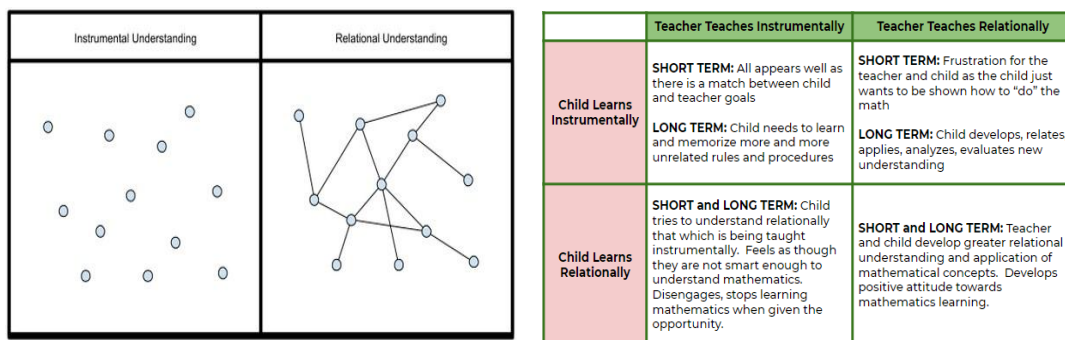 Instrumental Understanding
Relational Understanding
Teacher Teaches Instrumentally
Teacher Teaches Relationally
Child Learns
Instrumentally
SHORT TERM: All appears well as
there is a match between child
and teacher goals
LONG TERM: Child needs to learn
and memorize more and more
unrelated rules and procedures
SHORT TERM: Frustration for the
teacher and child as the child just
wants to be shown how to “do” the
math
LONG TERM: Child develops, relates
applies, analyzes, evaluates new
understanding
Child Learns
Relationally
SHORT and LONG TERM: Child
tries to understand relationally
that which is being taught
instrumentally. Feels as though
they are not smart enough to
understand mathematics.
Disengages, stops learning
mathematics when given the
opportunity.
SHORT and LONG TERM: Teacher
and child develop greater relational
understanding and application of
mathematical concepts. Develops
positive attitude towards
mathematics learning.